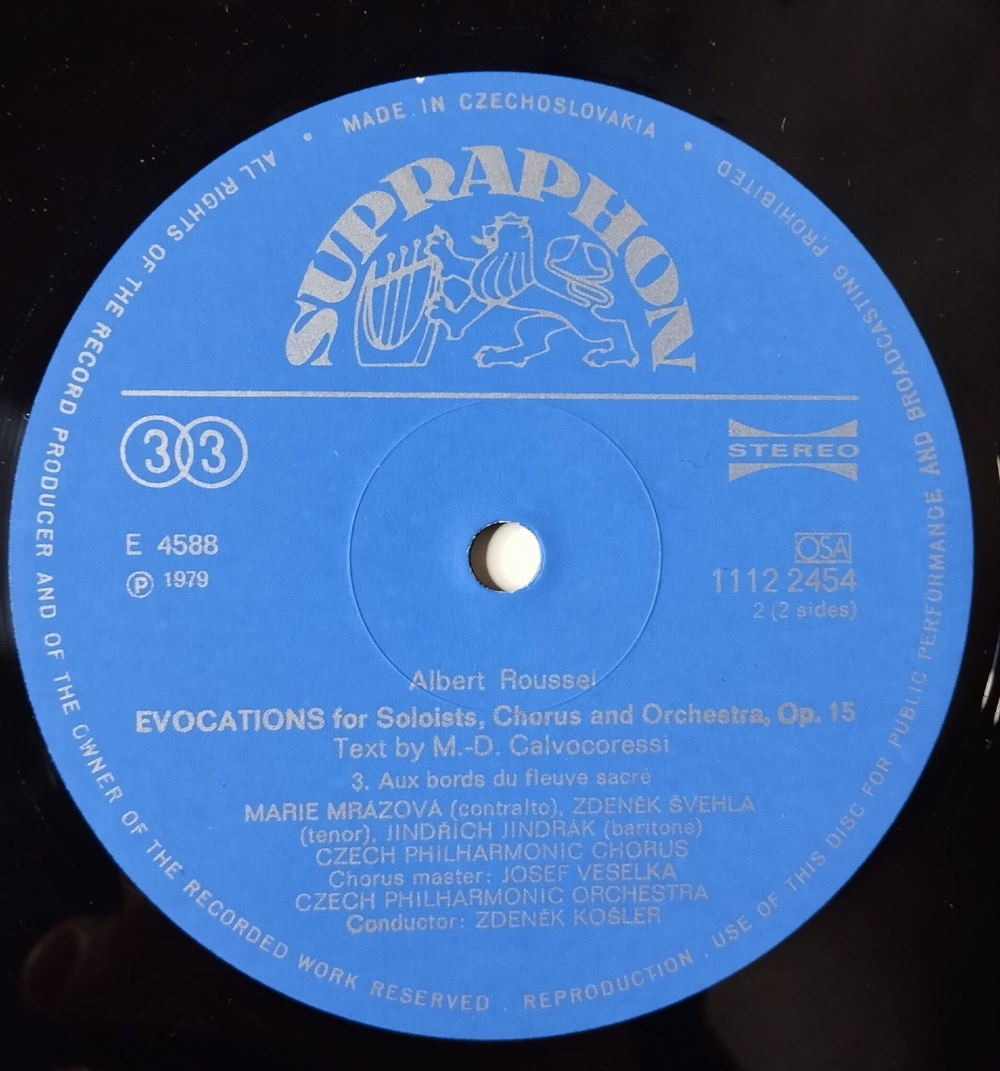 MADE IN CZECHOSLOVAKIA
ALL RIGHTS OF THE RECORD PRODUCER AND OF THE OWNER OF THE RECORDED WORK RESERVED . REPRODUCTION . USE OF THIS DISC FOR PUBLIC PERFORMANCE AND BROADCASTING PROHIBITED
SUPRAPHON
33
STEREO
E 4588
Ⓟ 1979
OSA
1112 2454
2 (2 sides)
Albert Roussel
EVOCATIONS for Soloists, Chorus and Orchestra, Op. 15
Text by M.-D. Calvocoressi
3. Aux bords du fleuve sacré
MARIE MRÁZOVÁ (contralto), ZDENĚK ŠVEHLA
(tenor), JINDŘICH JINDRÁK (baritone)
CZECH PHILHARMONIC CHORUS
Chorus master: JOSEF VESELKA
CZECH PHILHARMONIC ORCHESTRA
Conductor: ZDENĚK KOŠLER